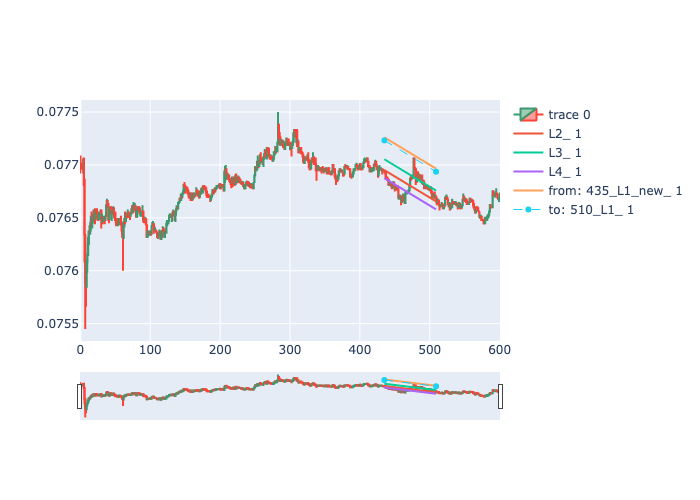 0.0775
0.077
0.0765
0.076
0.0755
0 100 200 300 400 500 600
trace 0
L2_ 1
L3_ 1
L4_ 1
from: 435_L1_new_ 1
to: 510_L1_ 1